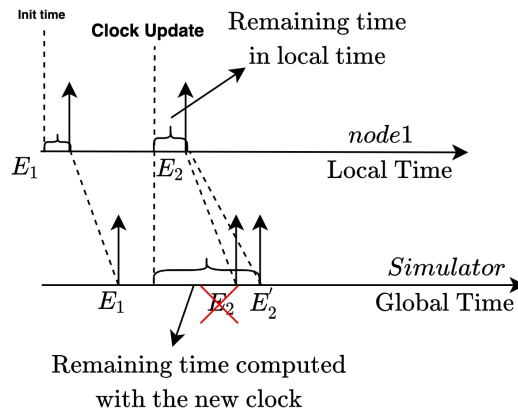 Init time
Clock Update
Remaining time
in local time
node1
E₁
E₂
Local Time
Simulator
E₁
E₂
E₂′
Global Time
Remaining time computed
with the new clock